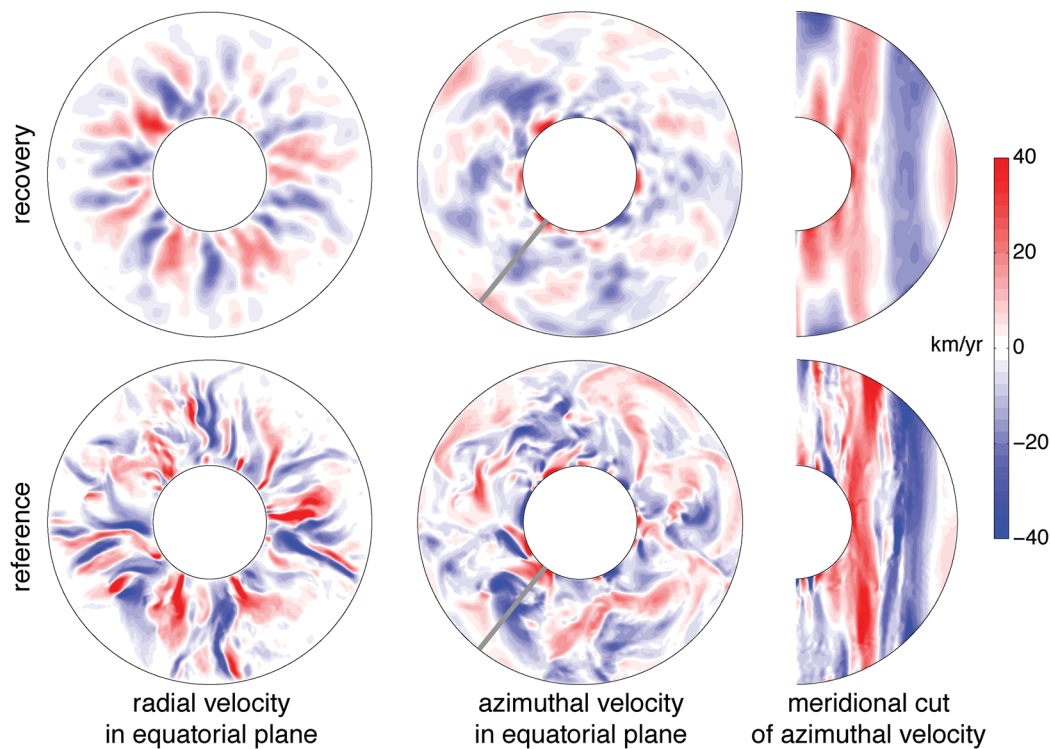 recovery
40
20
km/yr
0
−20
−40
reference
radial velocity
in equatorial plane
azimuthal velocity
in equatorial plane
meridional cut
of azimuthal velocity